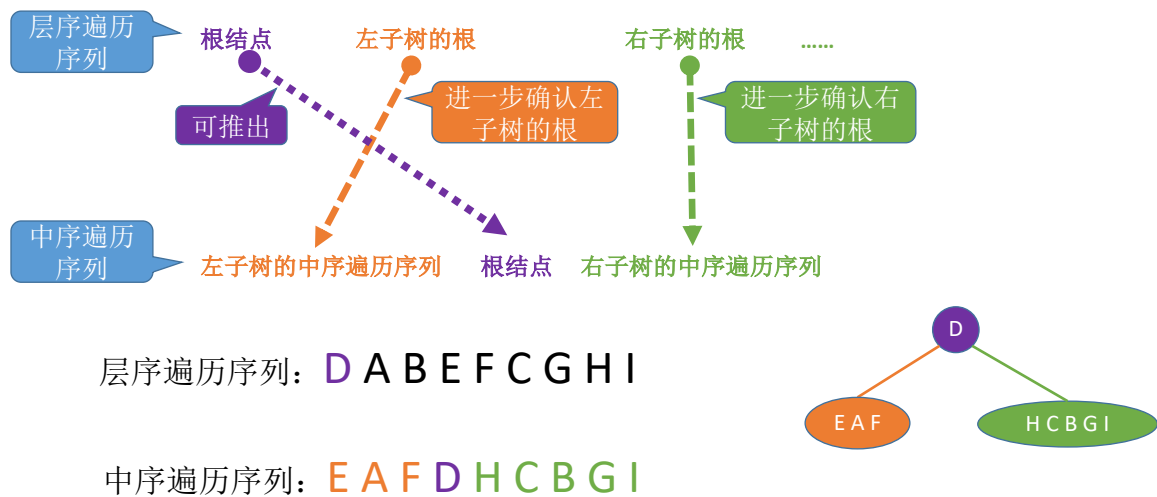 层序遍历
序列
根结点
左子树的根
右子树的根
……
可推出
进一步确认左
子树的根
进一步确认右
子树的根
中序遍历
序列
左子树的中序遍历序列
根结点
右子树的中序遍历序列
D
层序遍历序列：D A B E F C G H I
E A F
H C B G I
中序遍历序列：E A F D H C B G I